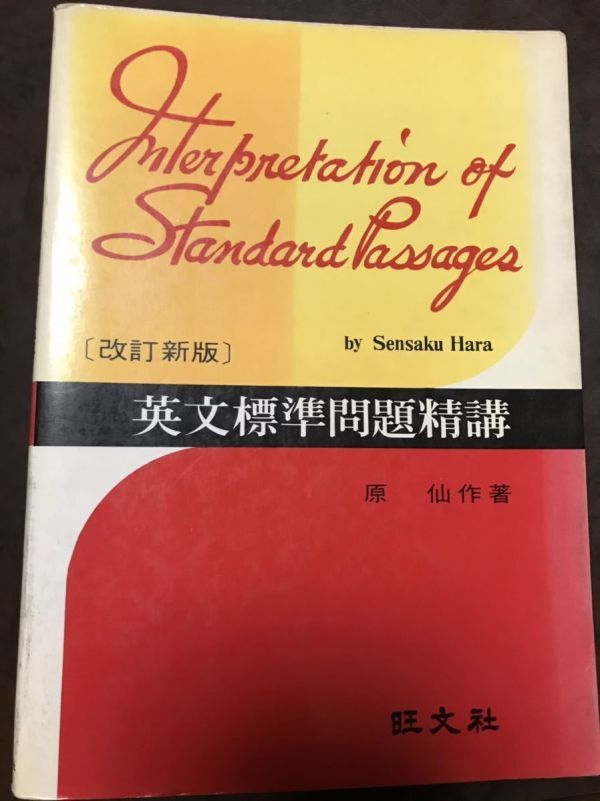 Interpretation of
Standard Passages
〔改訂新版〕
by Sensaku Hara
英文標準問題精講
原 仙作著
旺文社